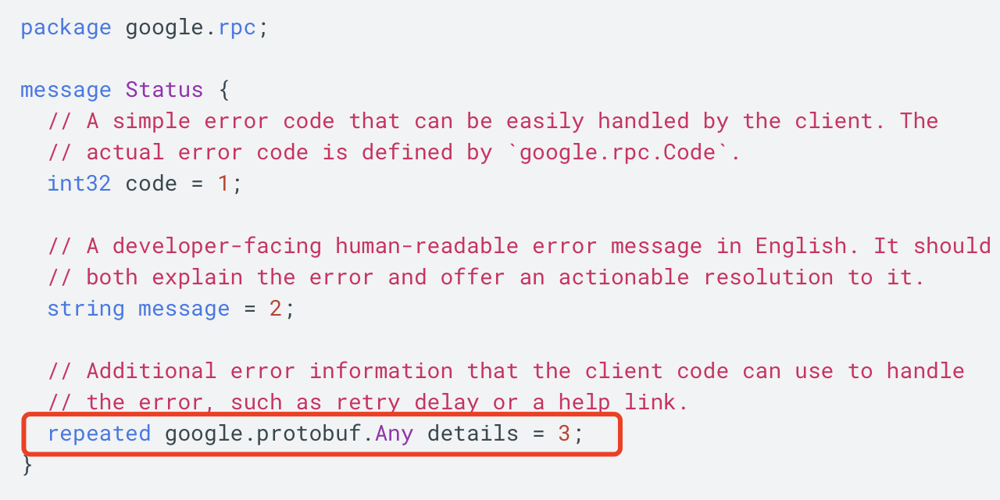 package google.rpc;
message Status {
// A simple error code that can be easily handled by the client. The
// actual error code is defined by `google.rpc.Code`.
int32 code = 1;
// A developer-facing human-readable error message in English. It should
// both explain the error and offer an actionable resolution to it.
string message = 2;
// Additional error information that the client code can use to handle
// the error, such as retry delay or a help link.
repeated google.protobuf.Any details = 3;
}